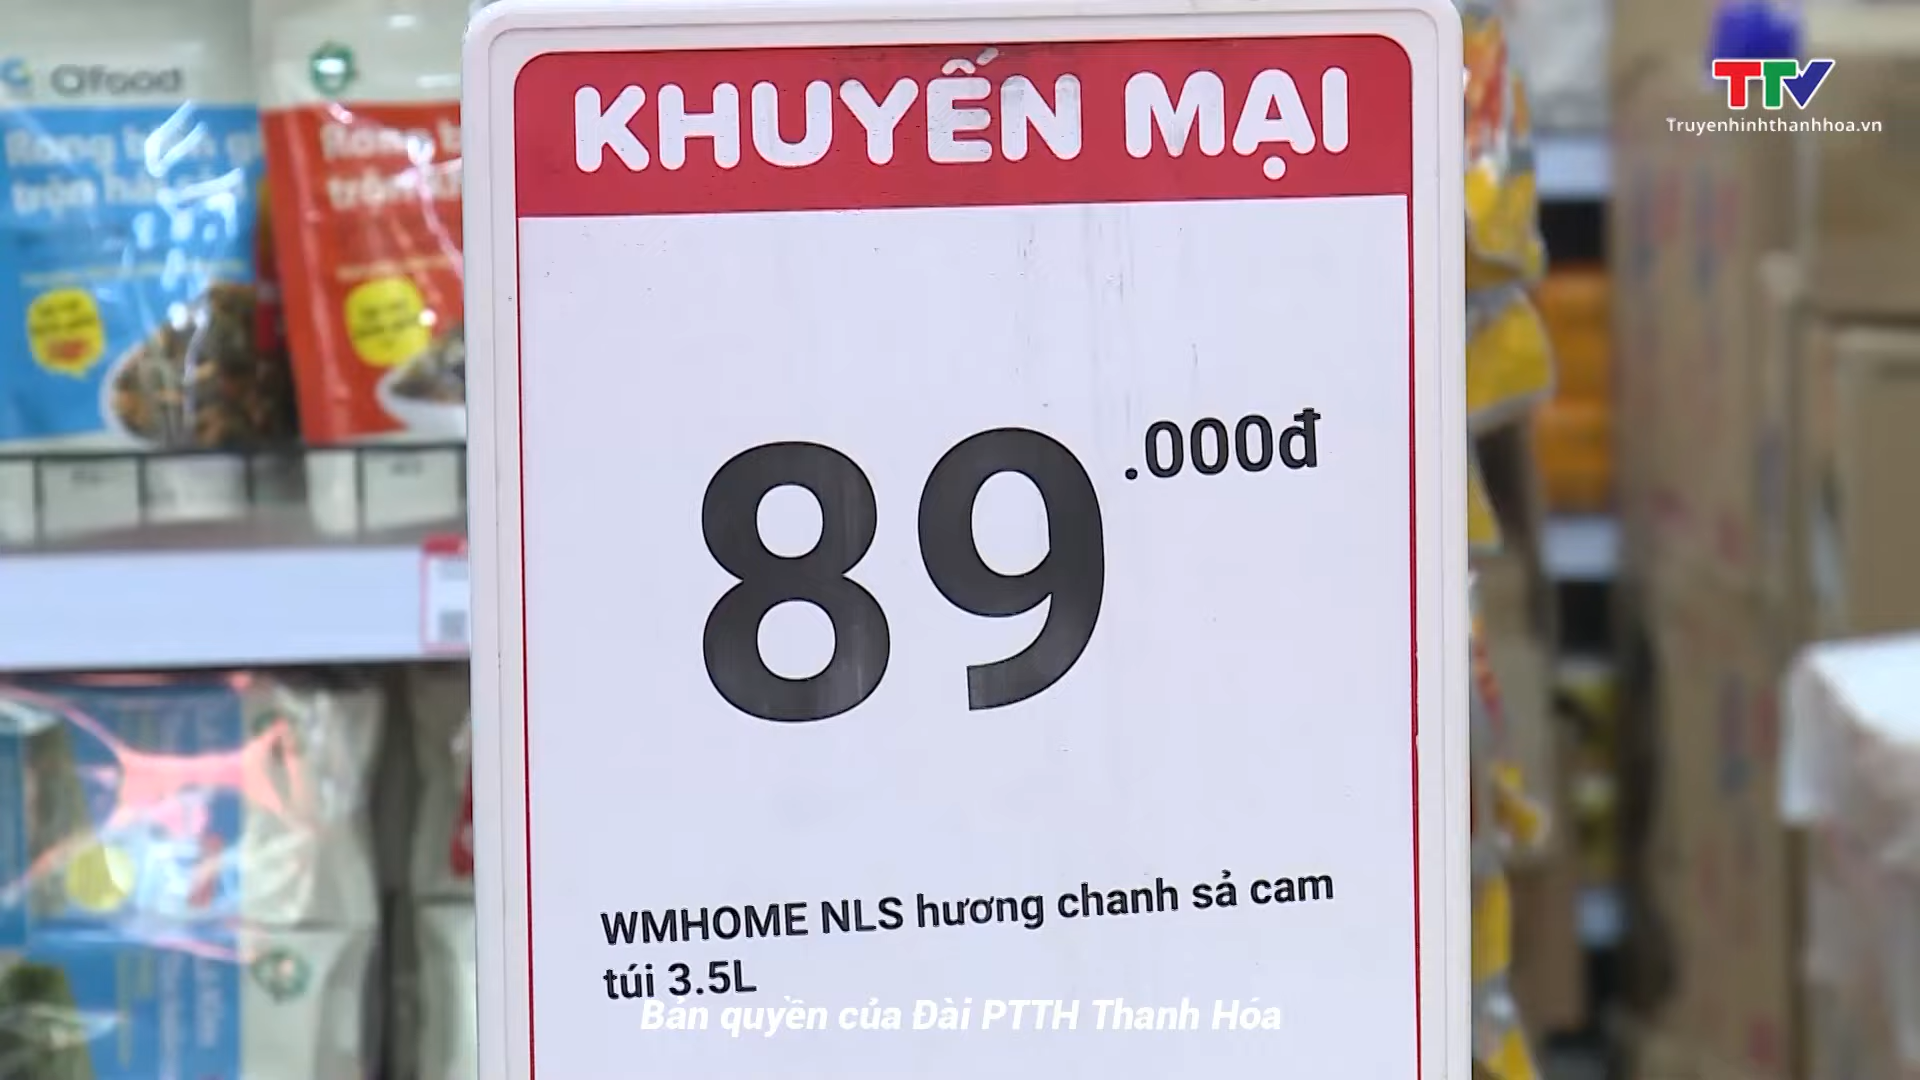 Qfood
KHUYẾN MẠI
TTV
Truyenhinhthanhhoa.vn
89.000đ
WMHOME NLS hương chanh sả cam
túi 3.5L
Bản quyền của Đài PTTH Thanh Hóa